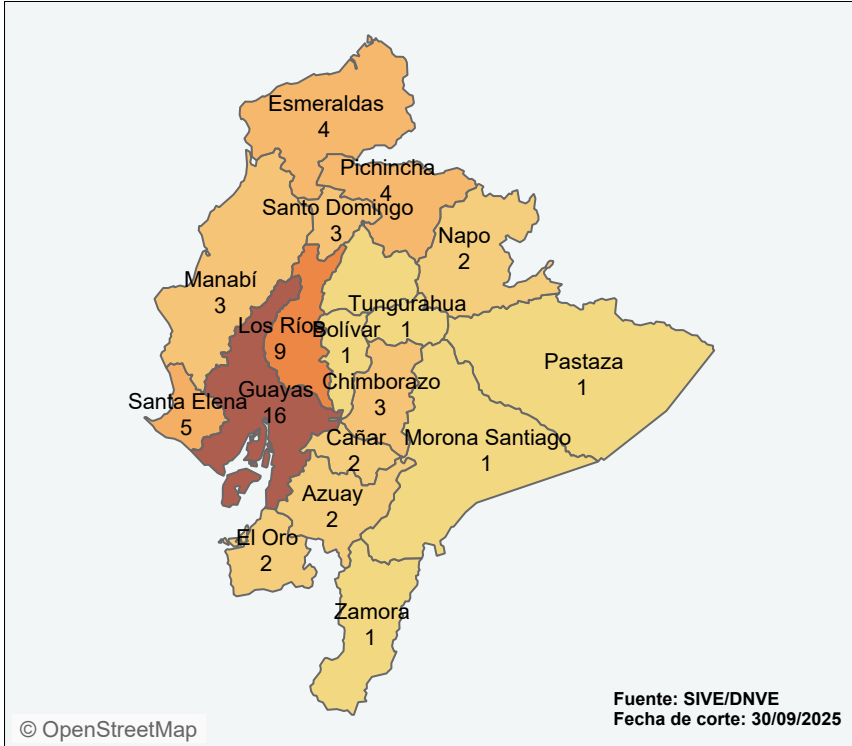 Esmeraldas
4
Pichincha
4
Santo Domingo
3
Napo
2
Manabí
3
Tungurahua
1
Los Ríos
9
Bolívar
1
Pastaza
1
Chimborazo
3
Guayas
16
Santa Elena
5
Cañar
2
Morona Santiago
1
Azuay
2
El Oro
2
Zamora
1
Fuente: SIVE/DNVE
Fecha de corte: 30/09/2025
© OpenStreetMap